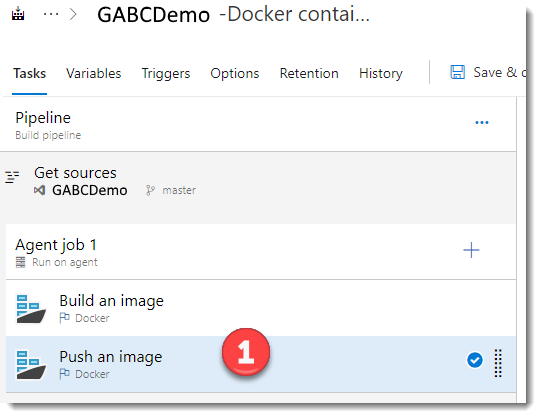 ··· > GABCDemo -Docker contai...
Tasks Variables Triggers Options Retention History Save &
Pipeline ···
Build pipeline
Get sources
GABCDemo master
Agent job 1 +
Run on agent
Build an image
Docker
Push an image 1
Docker